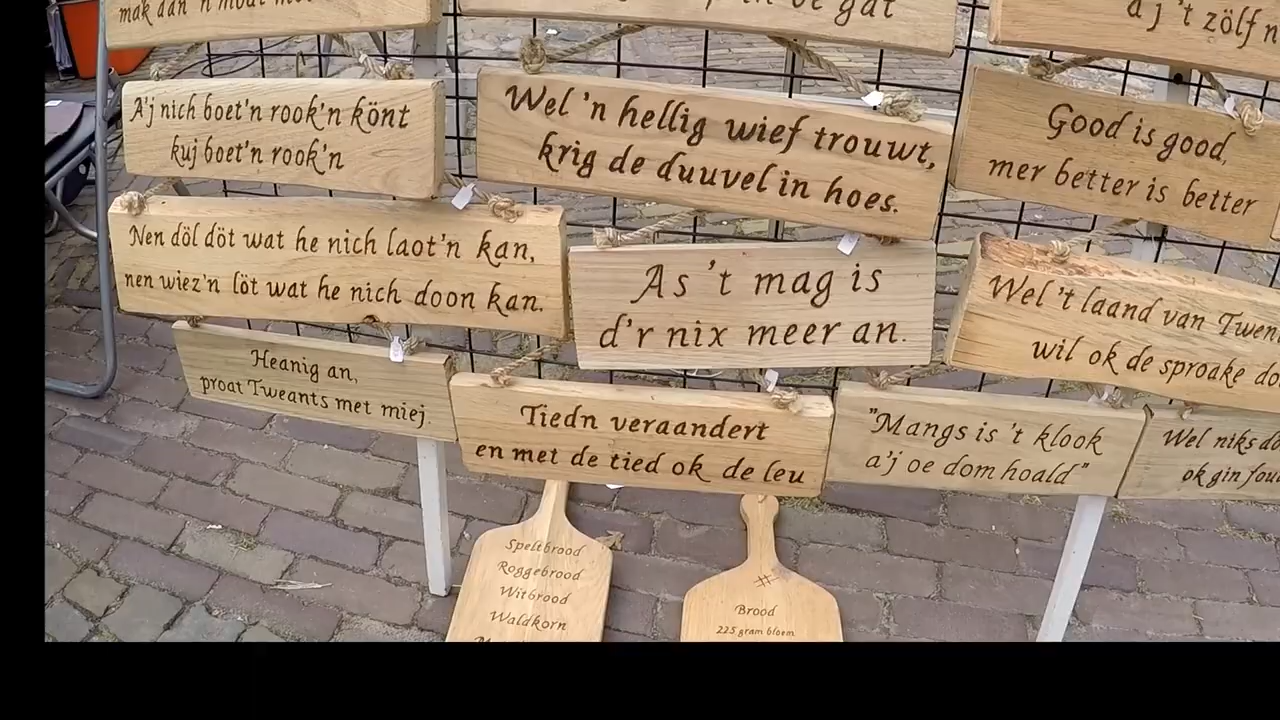 mak dan 'n
gat
a j 't zölf
A'j nich boet'n rook'n könt
kuj boet'n rook'n
Wel 'n hellig wief trouwt,
krig de duuvel in hoes.
Good is good,
mer better is better
Nen döl döt wat he nich laot'n kan,
nen wiez'n löt wat he nich doon kan.
As 't mag is
d'r nix meer an.
Wel 't laand van
wil ok de sproake
Heanig an,
proat Tweants met miej.
Tiedn veraandert
en met de tied ok de leu
"Mangs is 't klook
a'j oe dom hoald"
Wel niks
ok gin
Speltbrood
Roggebrood
Witbrood
Waldkorn
Brood
225 gram bloem